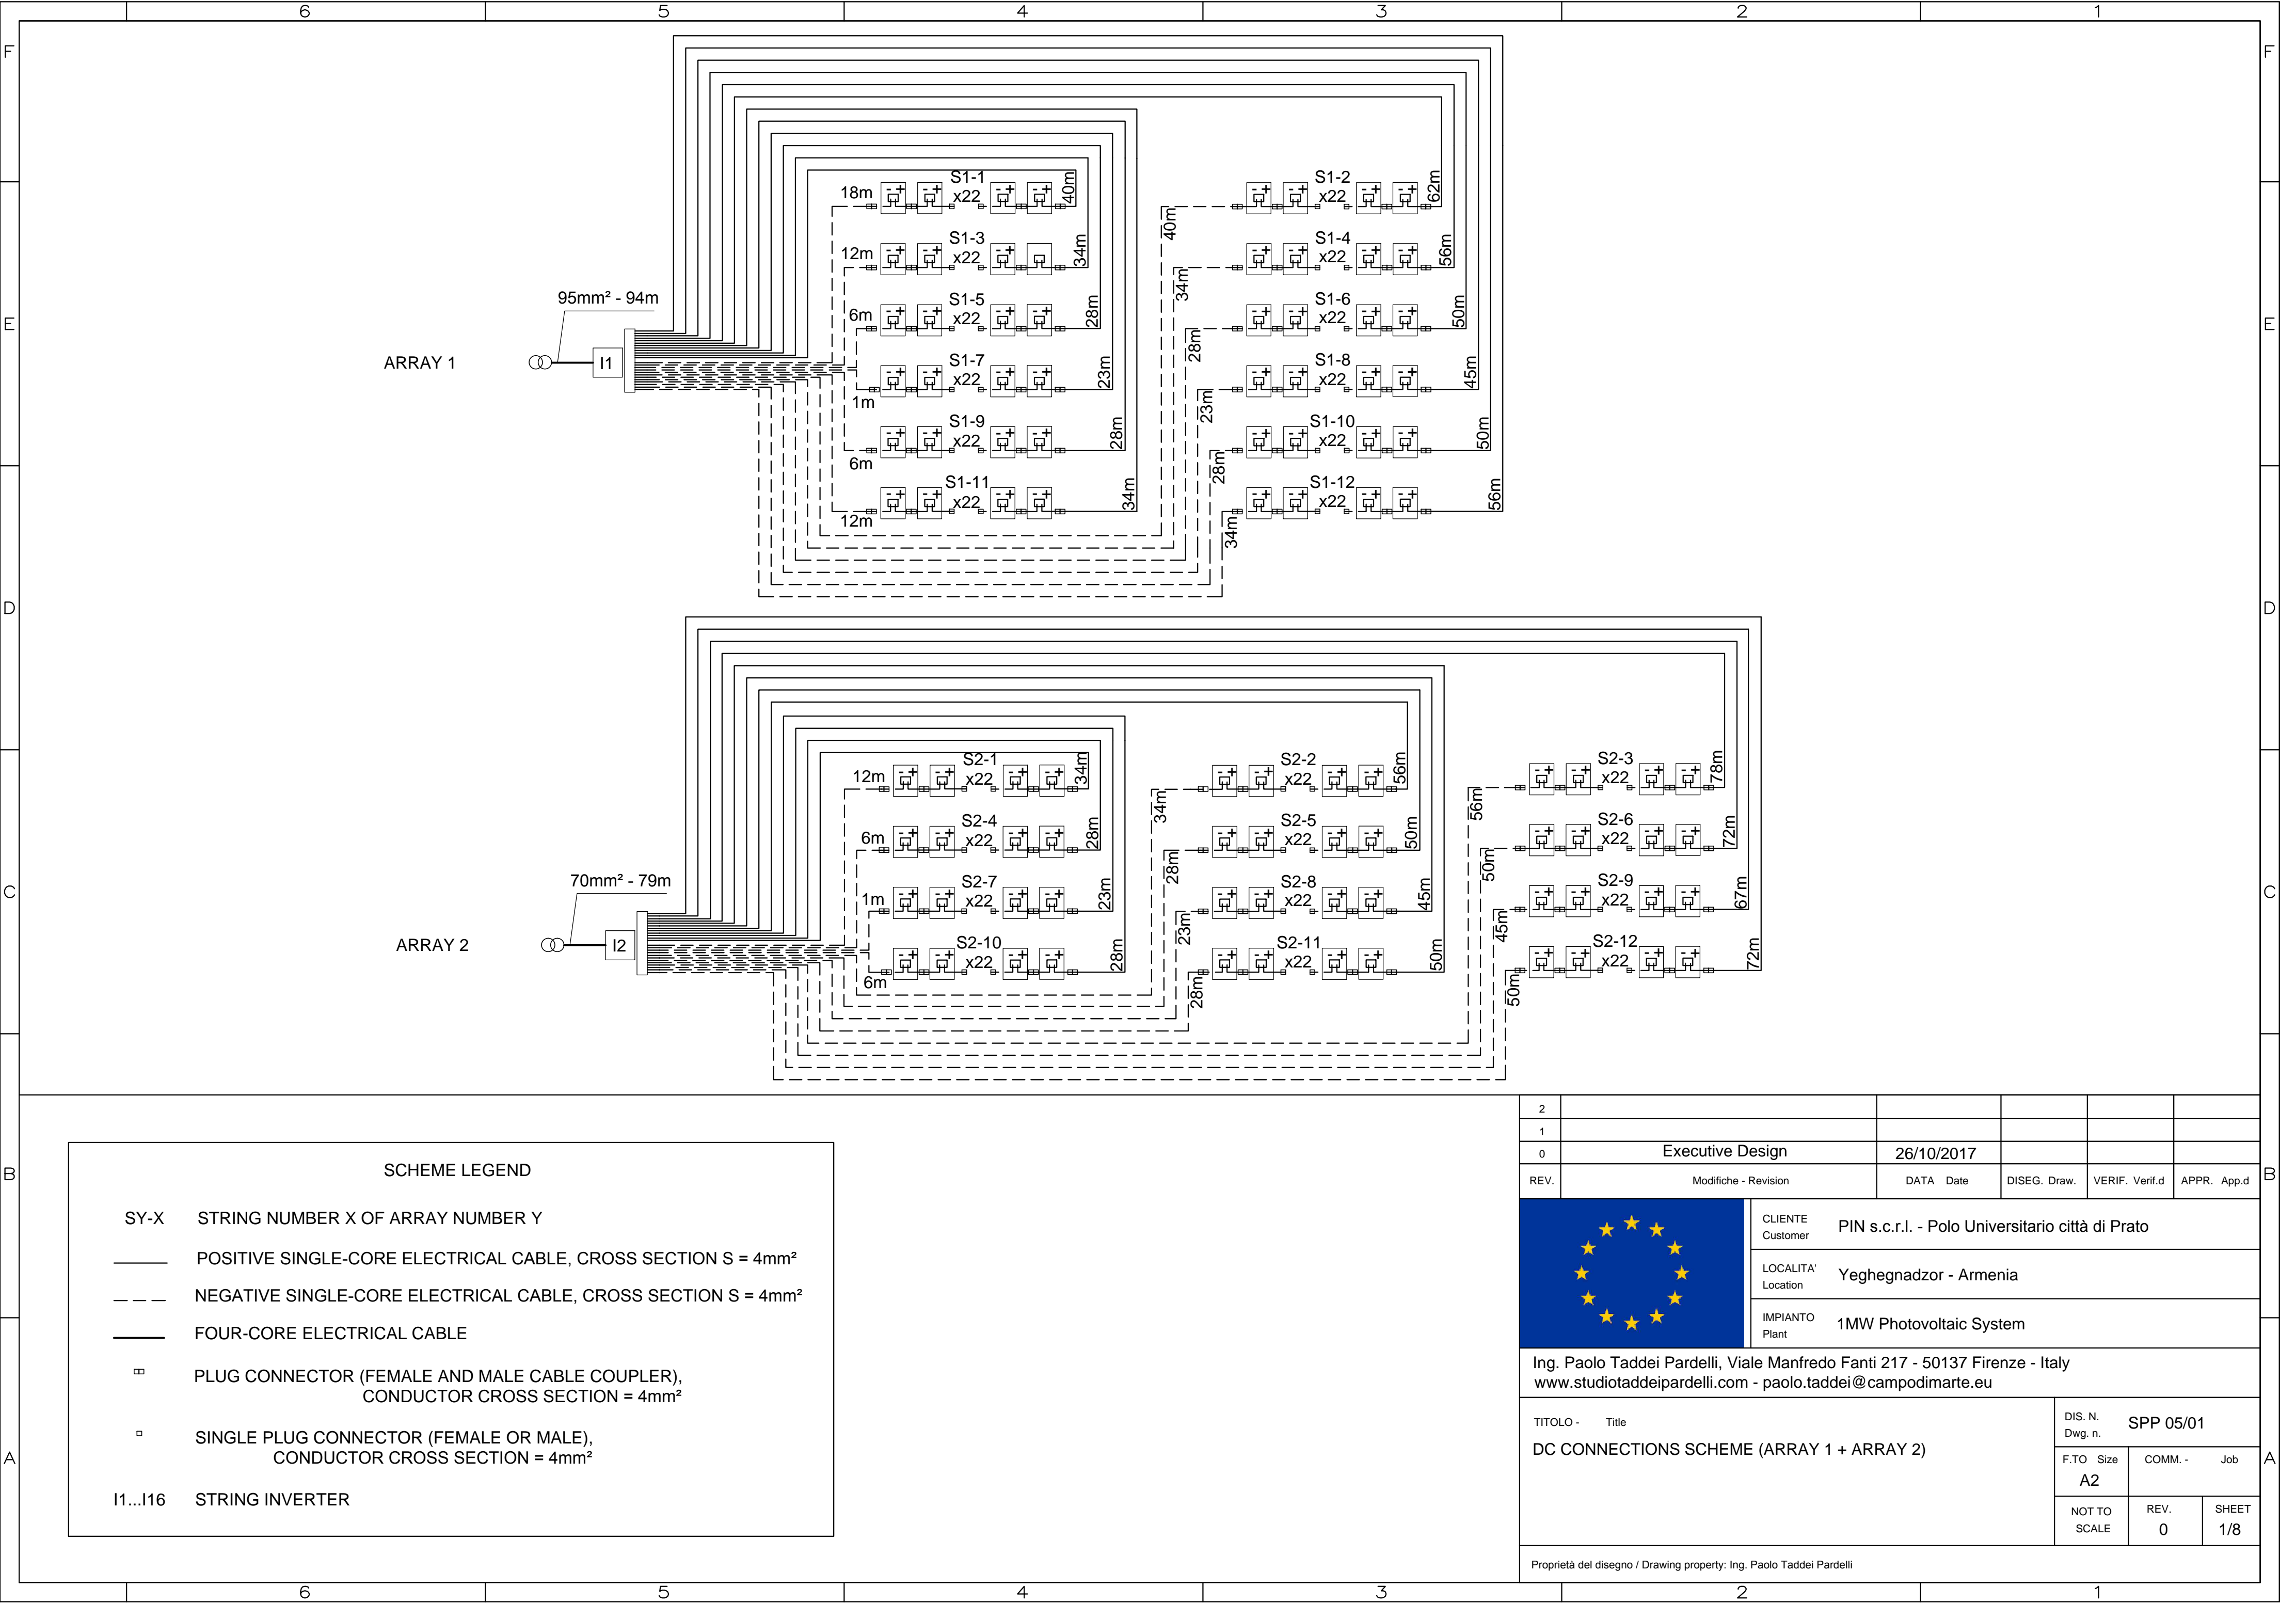 6 5 4 3 2 1
F F
E E
D D
C C
B B
A A
ARRAY 1
95mm² - 94m
I1
18m S1-1 x22 40m
40m S1-2 x22 62m
12m S1-3 x22 34m
34m S1-4 x22 56m
6m S1-5 x22 28m
28m S1-6 x22 50m
1m S1-7 x22 23m
23m S1-8 x22 45m
6m S1-9 x22 28m
28m S1-10 x22 50m
12m S1-11 x22 34m
34m S1-12 x22 56m
ARRAY 2
70mm² - 79m
I2
12m S2-1 x22 34m
34m S2-2 x22 56m
56m S2-3 x22 78m
6m S2-4 x22 28m
28m S2-5 x22 50m
50m S2-6 x22 72m
1m S2-7 x22 23m
23m S2-8 x22 45m
45m S2-9 x22 67m
6m S2-10 x22 28m
28m S2-11 x22 50m
50m S2-12 x22 72m
SCHEME LEGEND
SY-X STRING NUMBER X OF ARRAY NUMBER Y
POSITIVE SINGLE-CORE ELECTRICAL CABLE, CROSS SECTION S = 4mm²
NEGATIVE SINGLE-CORE ELECTRICAL CABLE, CROSS SECTION S = 4mm²
FOUR-CORE ELECTRICAL CABLE
PLUG CONNECTOR (FEMALE AND MALE CABLE COUPLER),
CONDUCTOR CROSS SECTION = 4mm²
SINGLE PLUG CONNECTOR (FEMALE OR MALE),
CONDUCTOR CROSS SECTION = 4mm²
I1...I16 STRING INVERTER
2
1
0 Executive Design 26/10/2017
REV. Modifiche - Revision DATA Date DISEG. Draw. VERIF. Verif.d APPR. App.d
CLIENTE
Customer
PIN s.c.r.l. - Polo Universitario città di Prato
LOCALITA'
Location
Yeghegnadzor - Armenia
IMPIANTO
Plant
1MW Photovoltaic System
Ing. Paolo Taddei Pardelli, Viale Manfredo Fanti 217 - 50137 Firenze - Italy
www.studiotaddeipardelli.com - paolo.taddei@campodimarte.eu
TITOLO - Title
DC CONNECTIONS SCHEME (ARRAY 1 + ARRAY 2)
DIS. N.
Dwg. n.
SPP 05/01
F.TO Size
A2
COMM. - Job
NOT TO
SCALE
REV.
0
SHEET
1/8
Proprietà del disegno / Drawing property: Ing. Paolo Taddei Pardelli
6 5 4 3 2 1